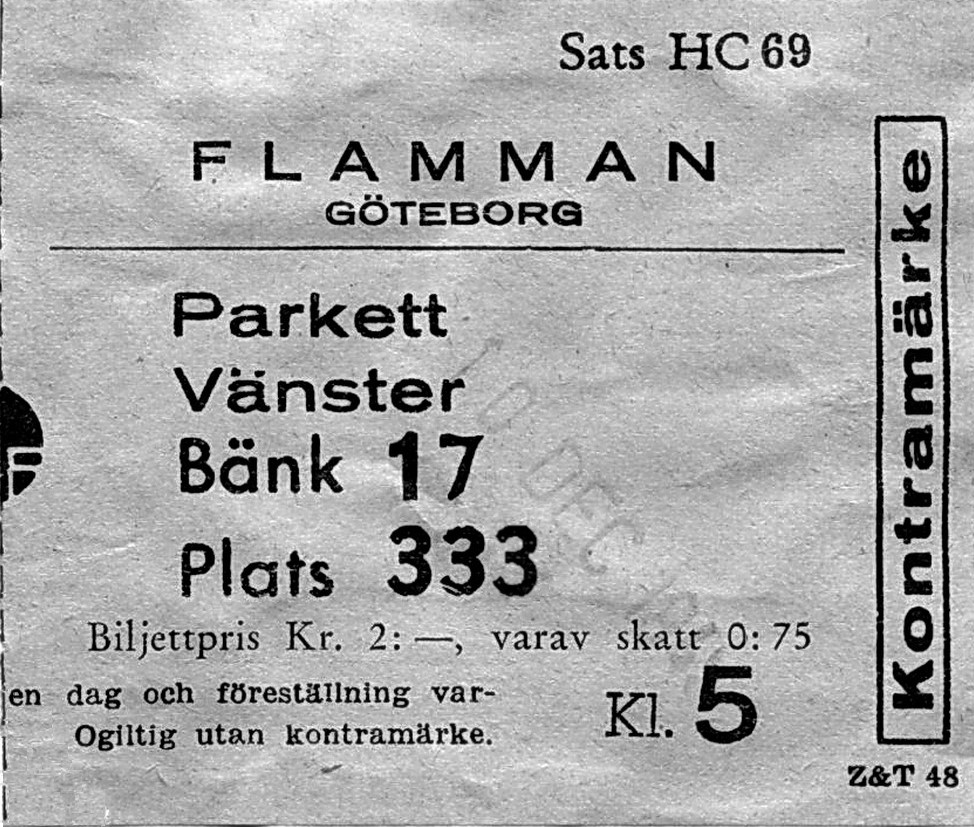 Sats HC 69
FLAMMAN
GÖTEBORG
Parkett
Vänster
Bänk 17
Plats 333
Biljettpris Kr. 2: —, varav skatt 0: 75
en dag och föreställning var-
Ogiltig utan kontramärke.
Kl. 5
Kontramärke
Z&T 48